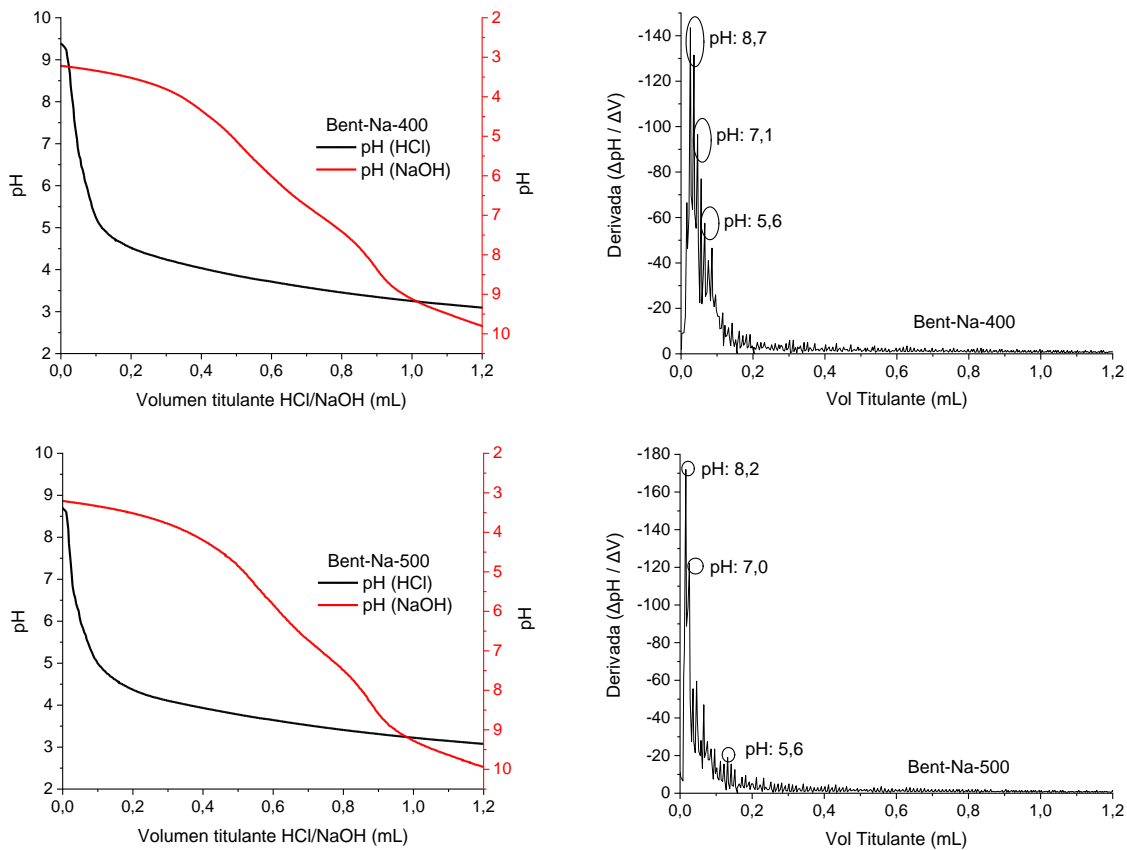 10
9
8
7
6
5
4
3
2
pH
2
3
4
5
6
7
8
9
10
pH
Bent-Na-400
pH (HCl)
pH (NaOH)
0,0 0,2 0,4 0,6 0,8 1,0 1,2
Volumen titulante HCl/NaOH (mL)
-140
-120
-100
-80
-60
-40
-20
0
Derivada (ΔpH / ΔV)
pH: 8,7
pH: 7,1
pH: 5,6
Bent-Na-400
0,0 0,2 0,4 0,6 0,8 1,0 1,2
Vol Titulante (mL)
10
9
8
7
6
5
4
3
2
pH
2
3
4
5
6
7
8
9
10
pH
Bent-Na-500
pH (HCl)
pH (NaOH)
0,0 0,2 0,4 0,6 0,8 1,0 1,2
Volumen titulante HCl/NaOH (mL)
-180
-160
-140
-120
-100
-80
-60
-40
-20
0
Derivada (ΔpH / ΔV)
pH: 8,2
pH: 7,0
pH: 5,6
Bent-Na-500
0,0 0,2 0,4 0,6 0,8 1,0 1,2
Vol Titulante (mL)